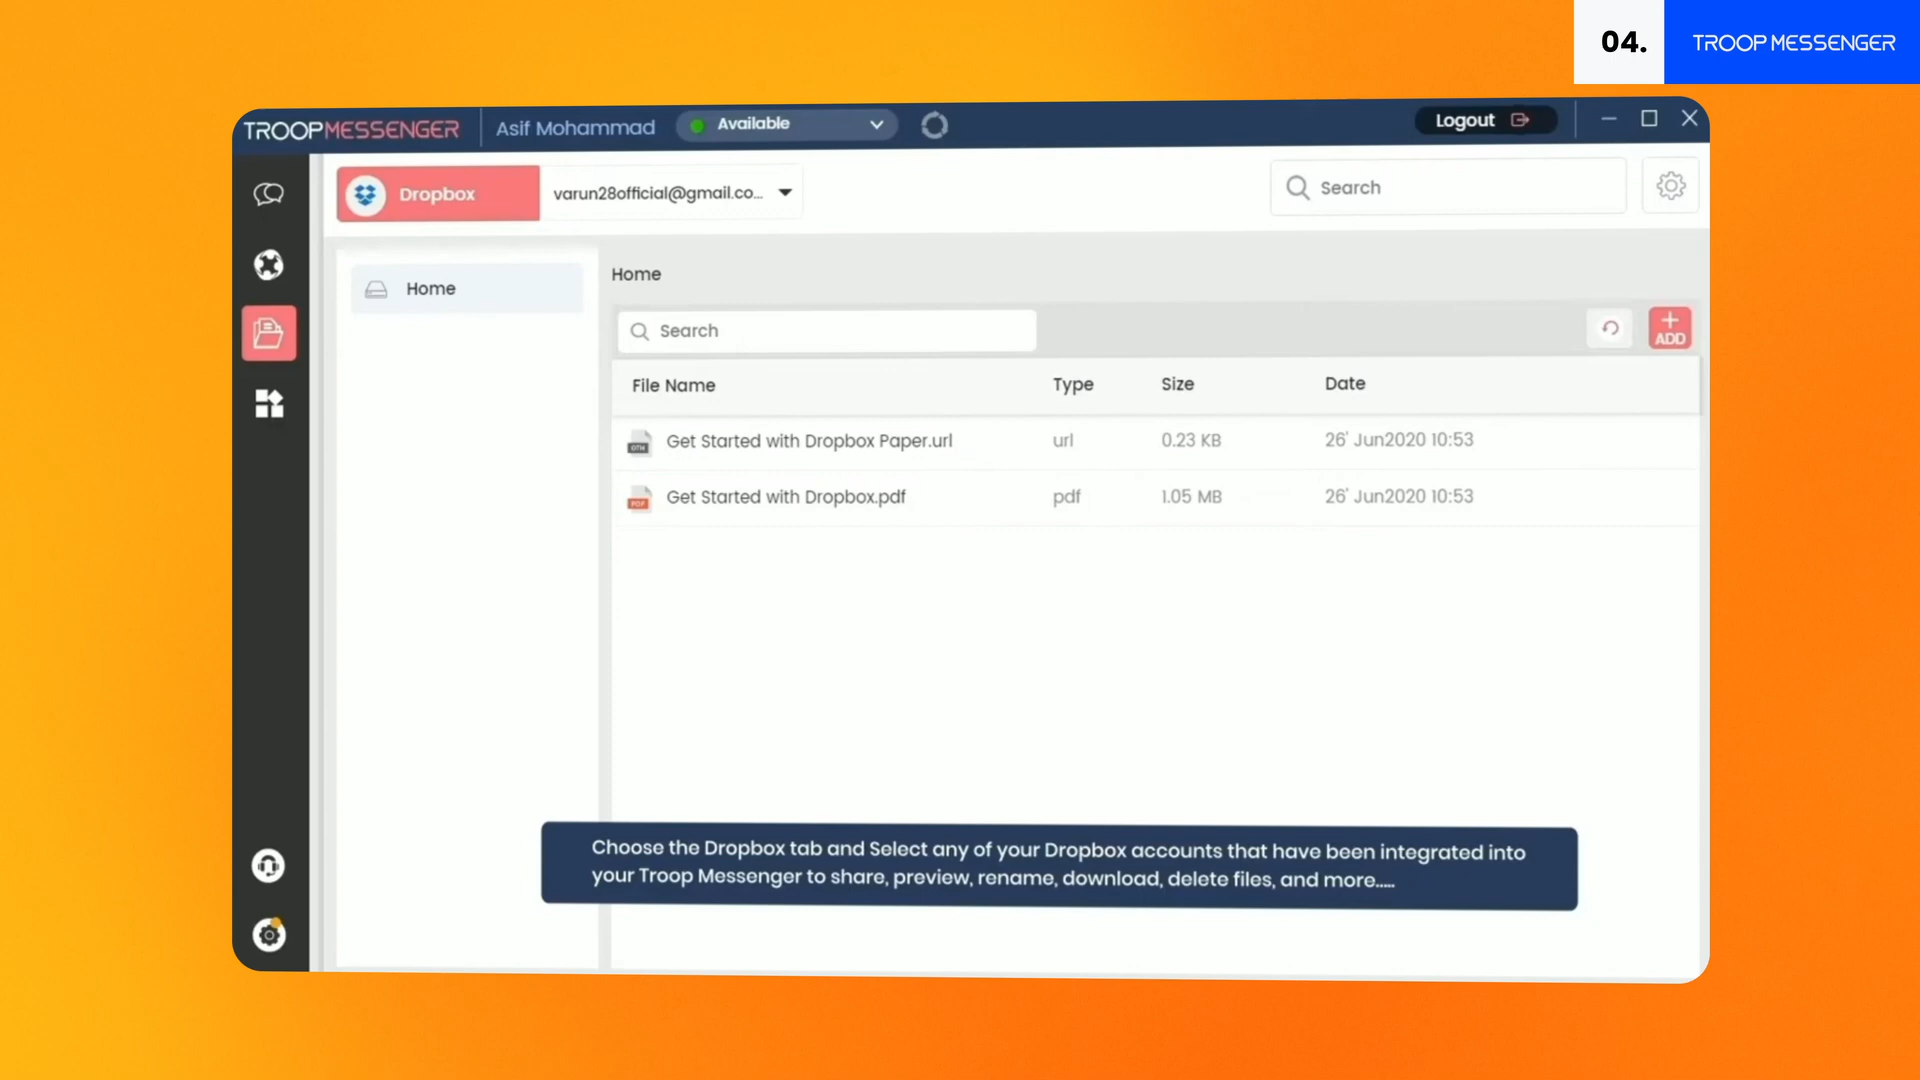 04.
TROOP MESSENGER
TROOPMESSENGER
Asif Mohammad
Available
Logout
Dropbox
varun28official@gmail.co...
Search
Home
Home
Search
ADD
File Name Type Size Date
Get Started with Dropbox Paper.url url 0.23 KB 26' Jun2020 10:53
PDF
Get Started with Dropbox.pdf pdf 1.05 MB 26' Jun2020 10:53
Choose the Dropbox tab and Select any of your Dropbox accounts that have been integrated into
your Troop Messenger to share, preview, rename, download, delete files, and more.....